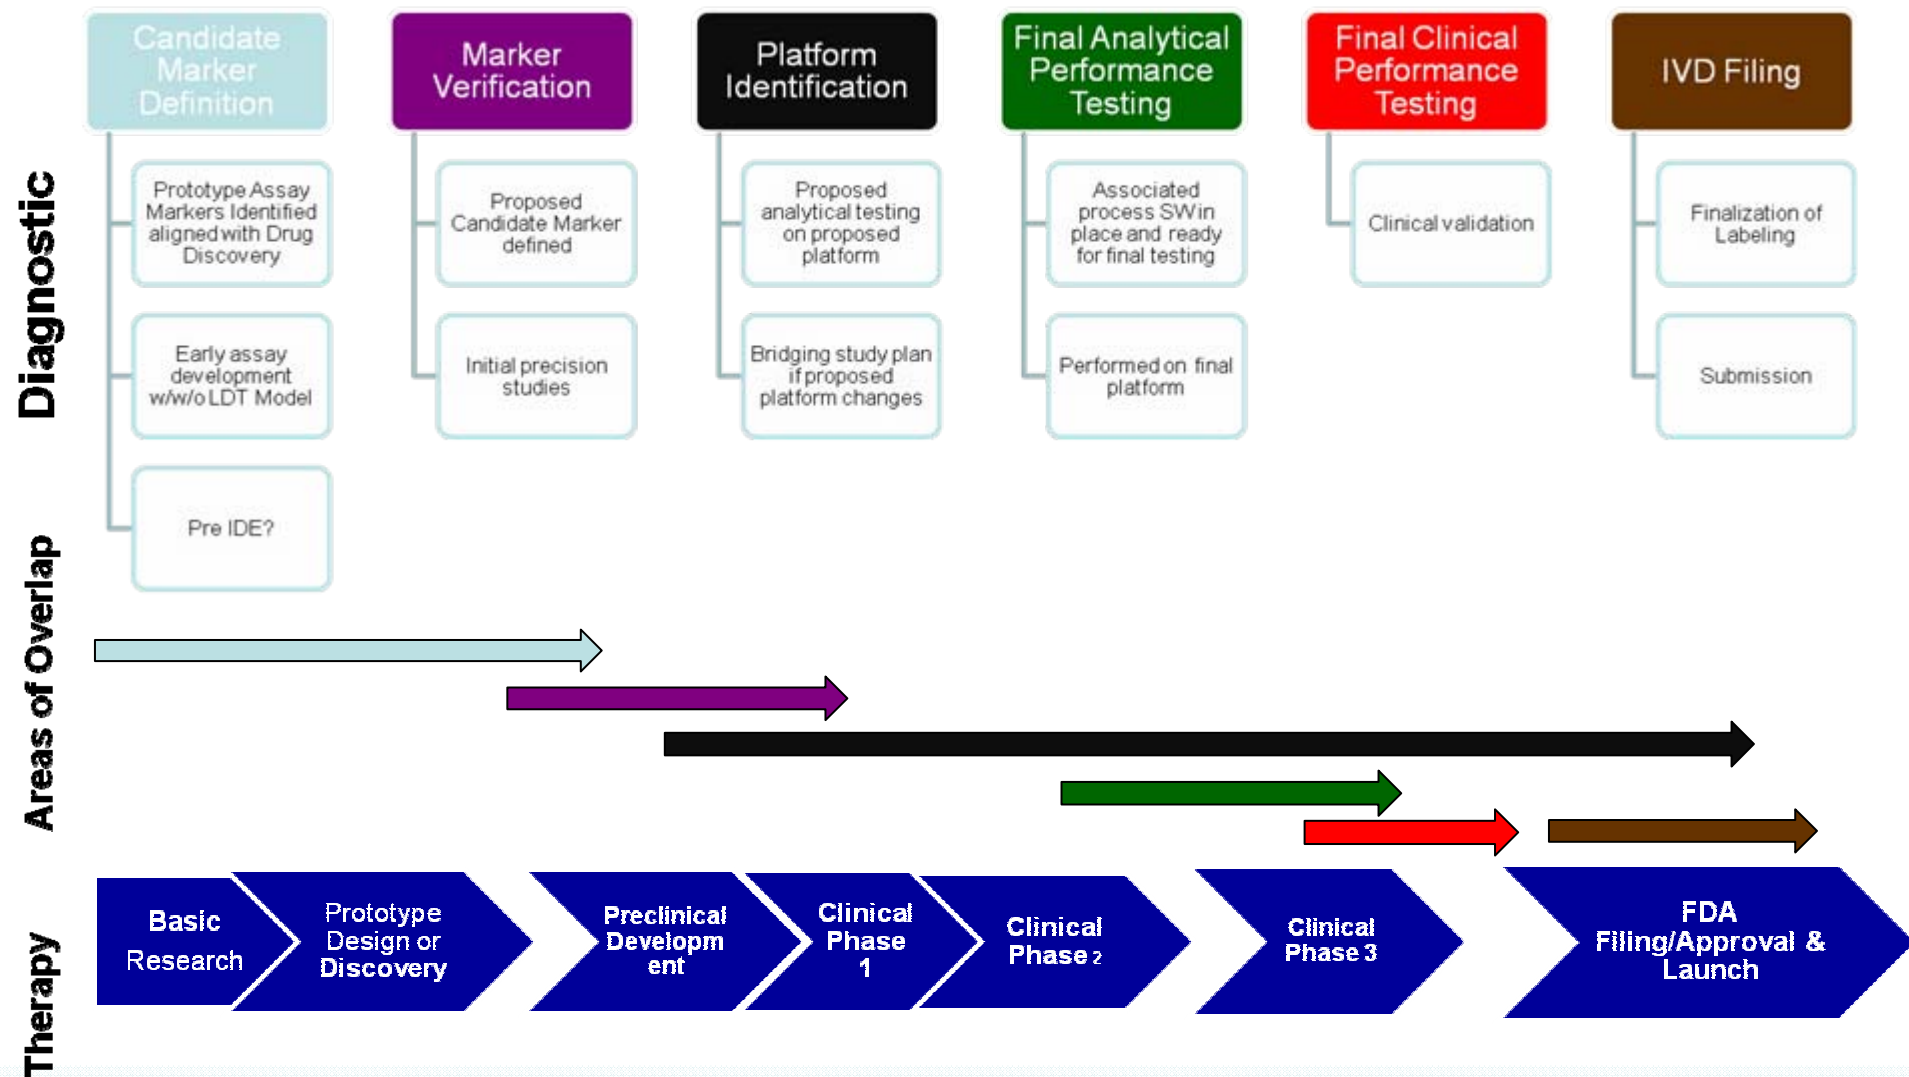 Candidate
Marker
Definition
Marker
Verification
Platform
Identification
Final Analytical
Performance
Testing
Final Clinical
Performance
Testing
IVD Filing
Diagnostic
Prototype Assay
Markers Identified
aligned with Drug
Discovery
Early assay
development
w/w/o LDT Model
Pre IDE?
Proposed
Candidate Marker
defined
Initial precision
studies
Proposed
analytical testing
on proposed
platform
Bridging study plan
if proposed
platform changes
Associated
process SW in
place and ready
for final testing
Performed on final
platform
Clinical validation
Finalization of
Labeling
Submission
Areas of Overlap
Therapy
Basic
Research
Prototype
Design or
Discovery
Preclinical
Developm
ent
Clinical
Phase
1
Clinical
Phase 2
Clinical
Phase 3
FDA
Filing/Approval &
Launch